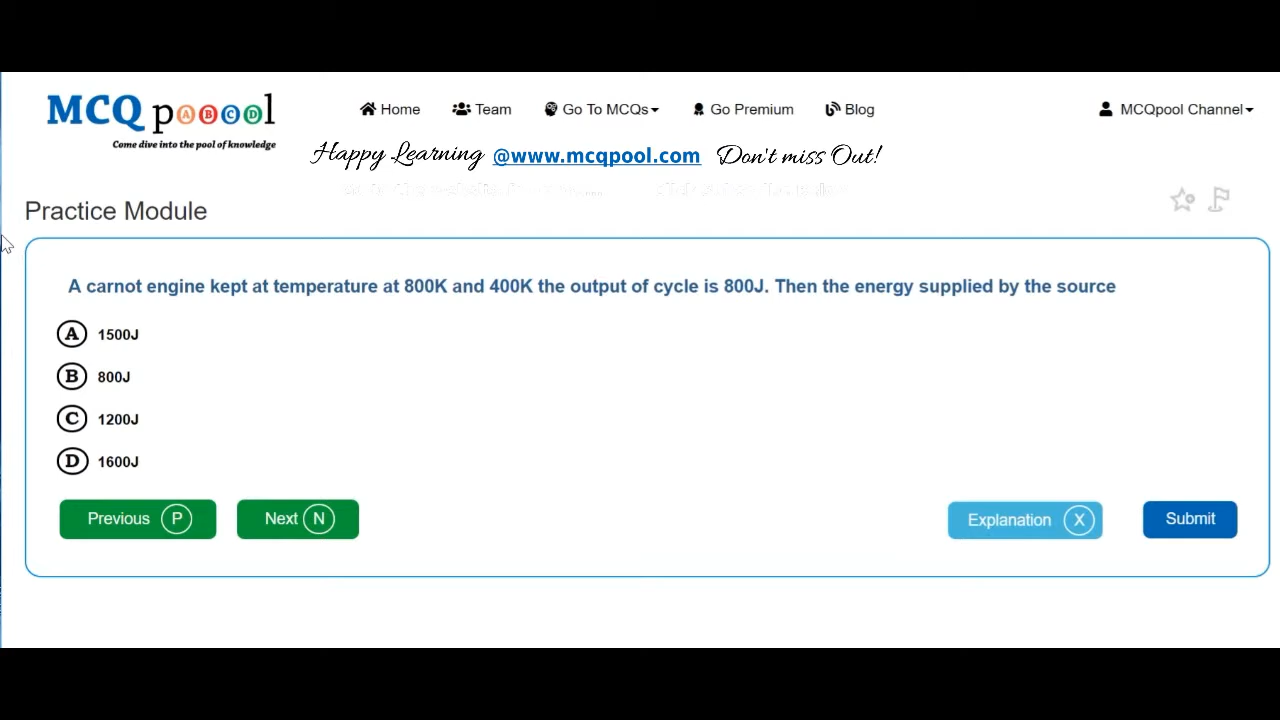 MCQ pooool
A B C D
Come dive into the pool of knowledge
Home Team Go To MCQs Go Premium Blog MCQpool Channel
Happy Learning @www.mcqpool.com Don't miss Out!
Practice Module
A carnot engine kept at temperature at 800K and 400K the output of cycle is 800J. Then the energy supplied by the source
A 1500J
B 800J
C 1200J
D 1600J
Previous P Next N Explanation X Submit